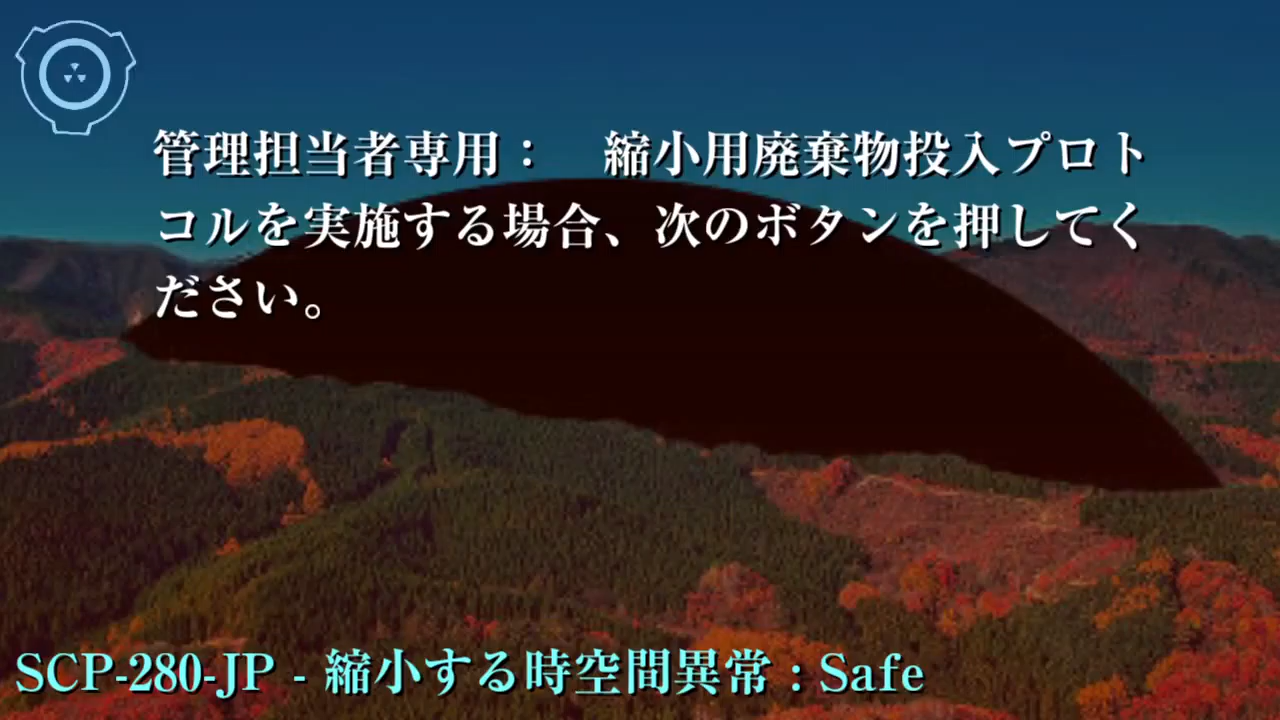 管理担当者専用：　縮小用廃棄物投入プロト
コルを実施する場合、次のボタンを押してく
ださい。
SCP-280-JP - 縮小する時空間異常 : Safe